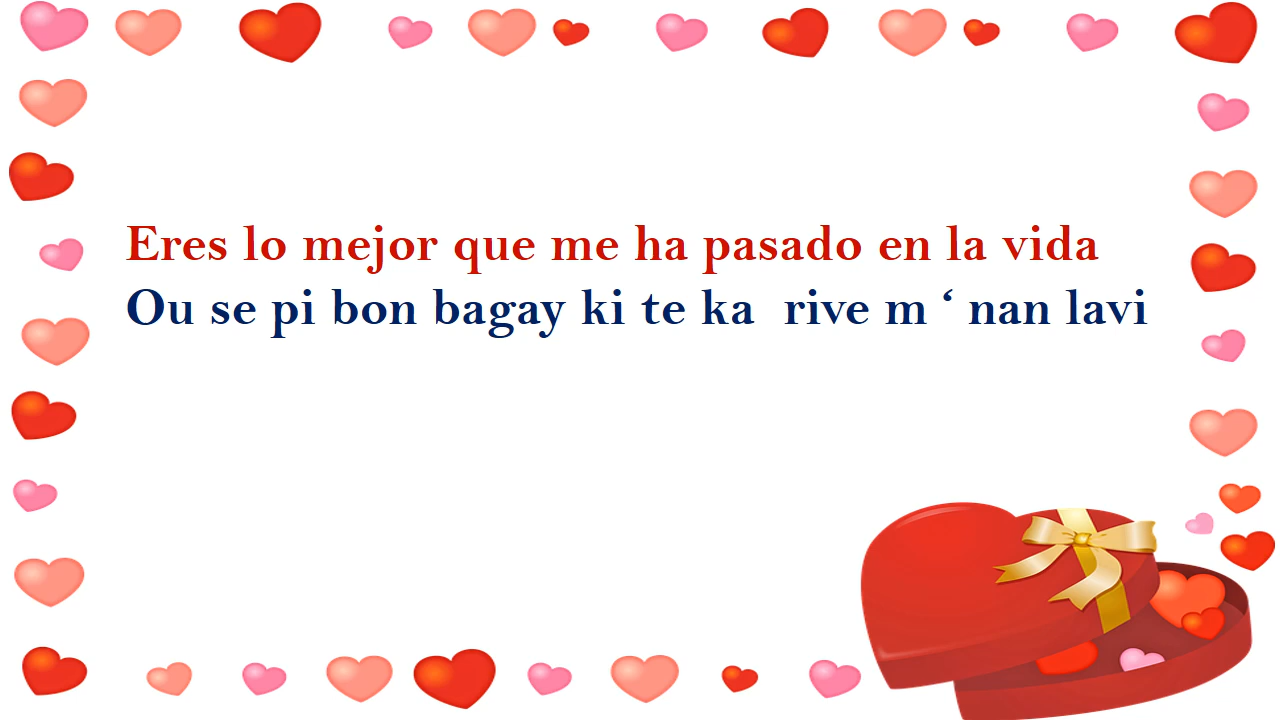 Eres lo mejor que me ha pasado en la vida
Ou se pi bon bagay ki te ka  rive m ‘ nan lavi